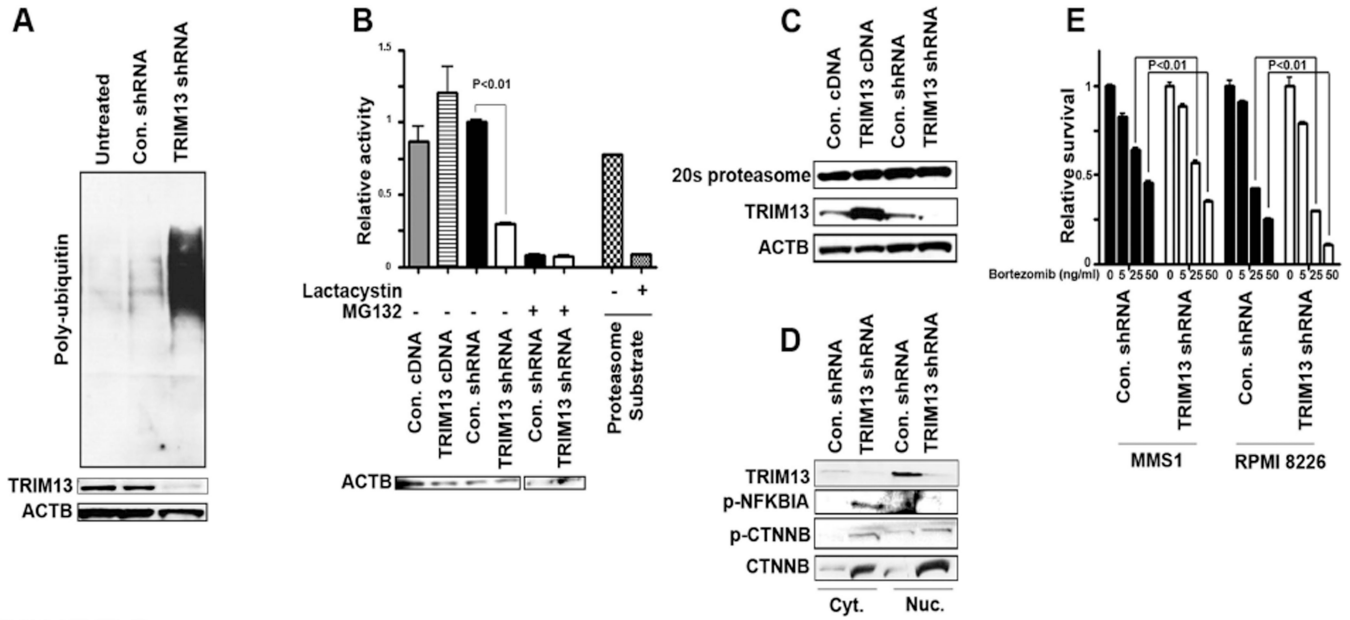 A
Untreated
Con. shRNA
TRIM13 shRNA
Poly-ubiquitin
TRIM13
ACTB
B
Relative activity
1.5
1
0.5
0
P<0.01
Lactacystin - +
MG132 - - - - + +
Con. cDNA
TRIM13 cDNA
Con. shRNA
TRIM13 shRNA
Con. shRNA
TRIM13 shRNA
Proteasome
Substrate
ACTB
C
Con. cDNA
TRIM13 cDNA
Con. shRNA
TRIM13 shRNA
20s proteasome
TRIM13
ACTB
D
Con. shRNA
TRIM13 shRNA
Con. shRNA
TRIM13 shRNA
TRIM13
p-NFKBIA
p-CTNNB
CTNNB
Cyt. Nuc.
E
Relative survival
1
0.5
0
P<0.01 P<0.01
Bortezomib (ng/ml) 0 5 25 50 0 5 25 50 0 5 25 50 0 5 25 50
Con. shRNA
TRIM13 shRNA
Con. shRNA
TRIM13 shRNA
MMS1 RPMI 8226